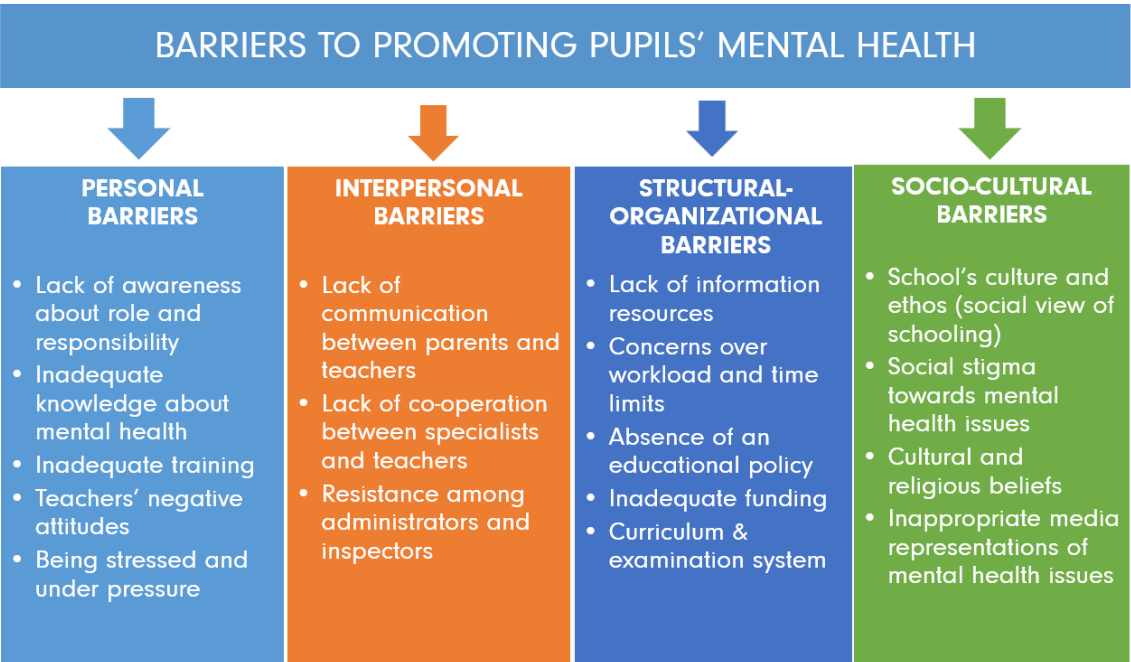 BARRIERS TO PROMOTING PUPILS' MENTAL HEALTH
PERSONAL
BARRIERS
• Lack of awareness
about role and
responsibility
• Inadequate
knowledge about
mental health
• Inadequate training
• Teachers' negative
attitudes
• Being stressed and
under pressure
INTERPERSONAL
BARRIERS
• Lack of
communication
between parents and
teachers
• Lack of co-operation
between specialists
and teachers
• Resistance among
administrators and
inspectors
STRUCTURAL-
ORGANIZATIONAL
BARRIERS
• Lack of information
resources
• Concerns over
workload and time
limits
• Absence of an
educational policy
• Inadequate funding
• Curriculum &
examination system
SOCIO-CULTURAL
BARRIERS
• School's culture and
ethos (social view of
schooling)
• Social stigma
towards mental
health issues
• Cultural and
religious beliefs
• Inappropriate media
representations of
mental health issues